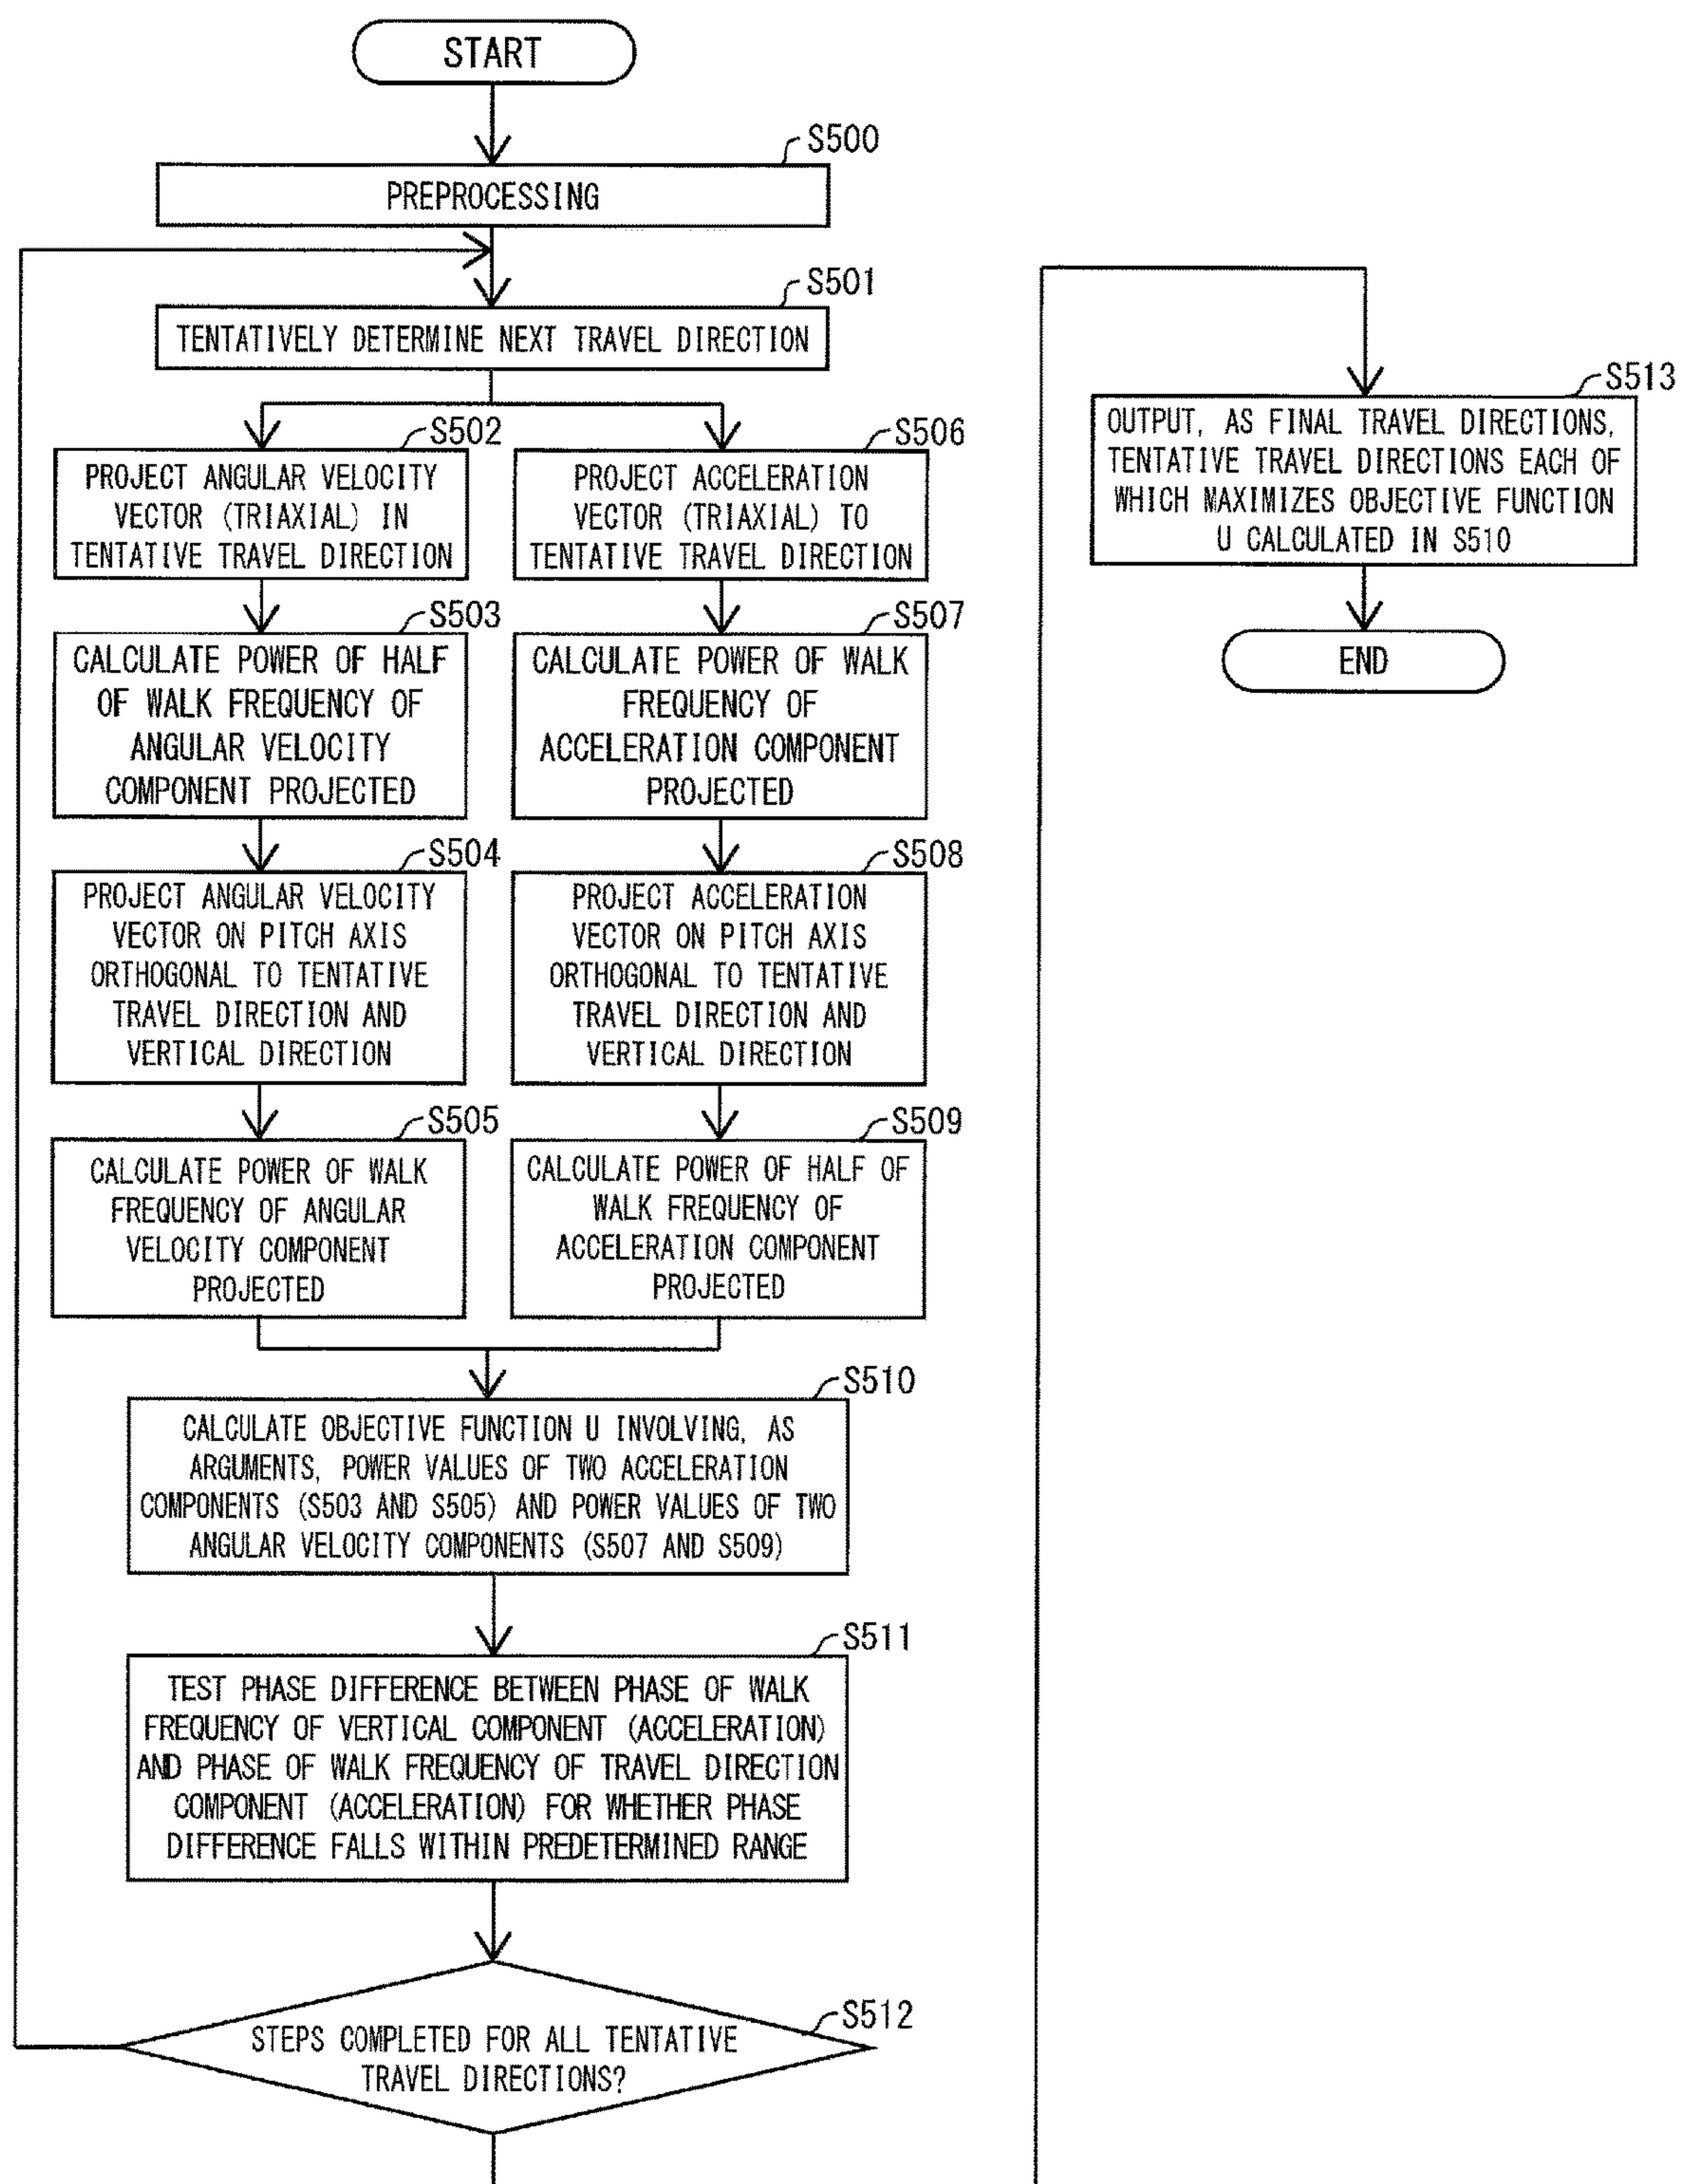 START
S500
PREPROCESSING
S501
TENTATIVELY DETERMINE NEXT TRAVEL DIRECTION
S502
PROJECT ANGULAR VELOCITY
VECTOR (TRIAXIAL) IN
TENTATIVE TRAVEL DIRECTION
S503
CALCULATE POWER OF HALF
OF WALK FREQUENCY OF
ANGULAR VELOCITY
COMPONENT PROJECTED
S504
PROJECT ANGULAR VELOCITY
VECTOR ON PITCH AXIS
ORTHOGONAL TO TENTATIVE
TRAVEL DIRECTION AND
VERTICAL DIRECTION
S505
CALCULATE POWER OF WALK
FREQUENCY OF ANGULAR
VELOCITY COMPONENT
PROJECTED
S506
PROJECT ACCELERATION
VECTOR (TRIAXIAL) TO
TENTATIVE TRAVEL DIRECTION
S507
CALCULATE POWER OF WALK
FREQUENCY OF
ACCELERATION COMPONENT
PROJECTED
S508
PROJECT ACCELERATION
VECTOR ON PITCH AXIS
ORTHOGONAL TO TENTATIVE
TRAVEL DIRECTION AND
VERTICAL DIRECTION
S509
CALCULATE POWER OF HALF OF
WALK FREQUENCY OF
ACCELERATION COMPONENT
PROJECTED
S510
CALCULATE OBJECTIVE FUNCTION U INVOLVING, AS
ARGUMENTS, POWER VALUES OF TWO ACCELERATION
COMPONENTS (S503 AND S505) AND POWER VALUES OF TWO
ANGULAR VELOCITY COMPONENTS (S507 AND S509)
S511
TEST PHASE DIFFERENCE BETWEEN PHASE OF WALK
FREQUENCY OF VERTICAL COMPONENT (ACCELERATION)
AND PHASE OF WALK FREQUENCY OF TRAVEL DIRECTION
COMPONENT (ACCELERATION) FOR WHETHER PHASE
DIFFERENCE FALLS WITHIN PREDETERMINED RANGE
S512
STEPS COMPLETED FOR ALL TENTATIVE
TRAVEL DIRECTIONS?
S513
OUTPUT, AS FINAL TRAVEL DIRECTIONS,
TENTATIVE TRAVEL DIRECTIONS EACH OF
WHICH MAXIMIZES OBJECTIVE FUNCTION
U CALCULATED IN S510
END